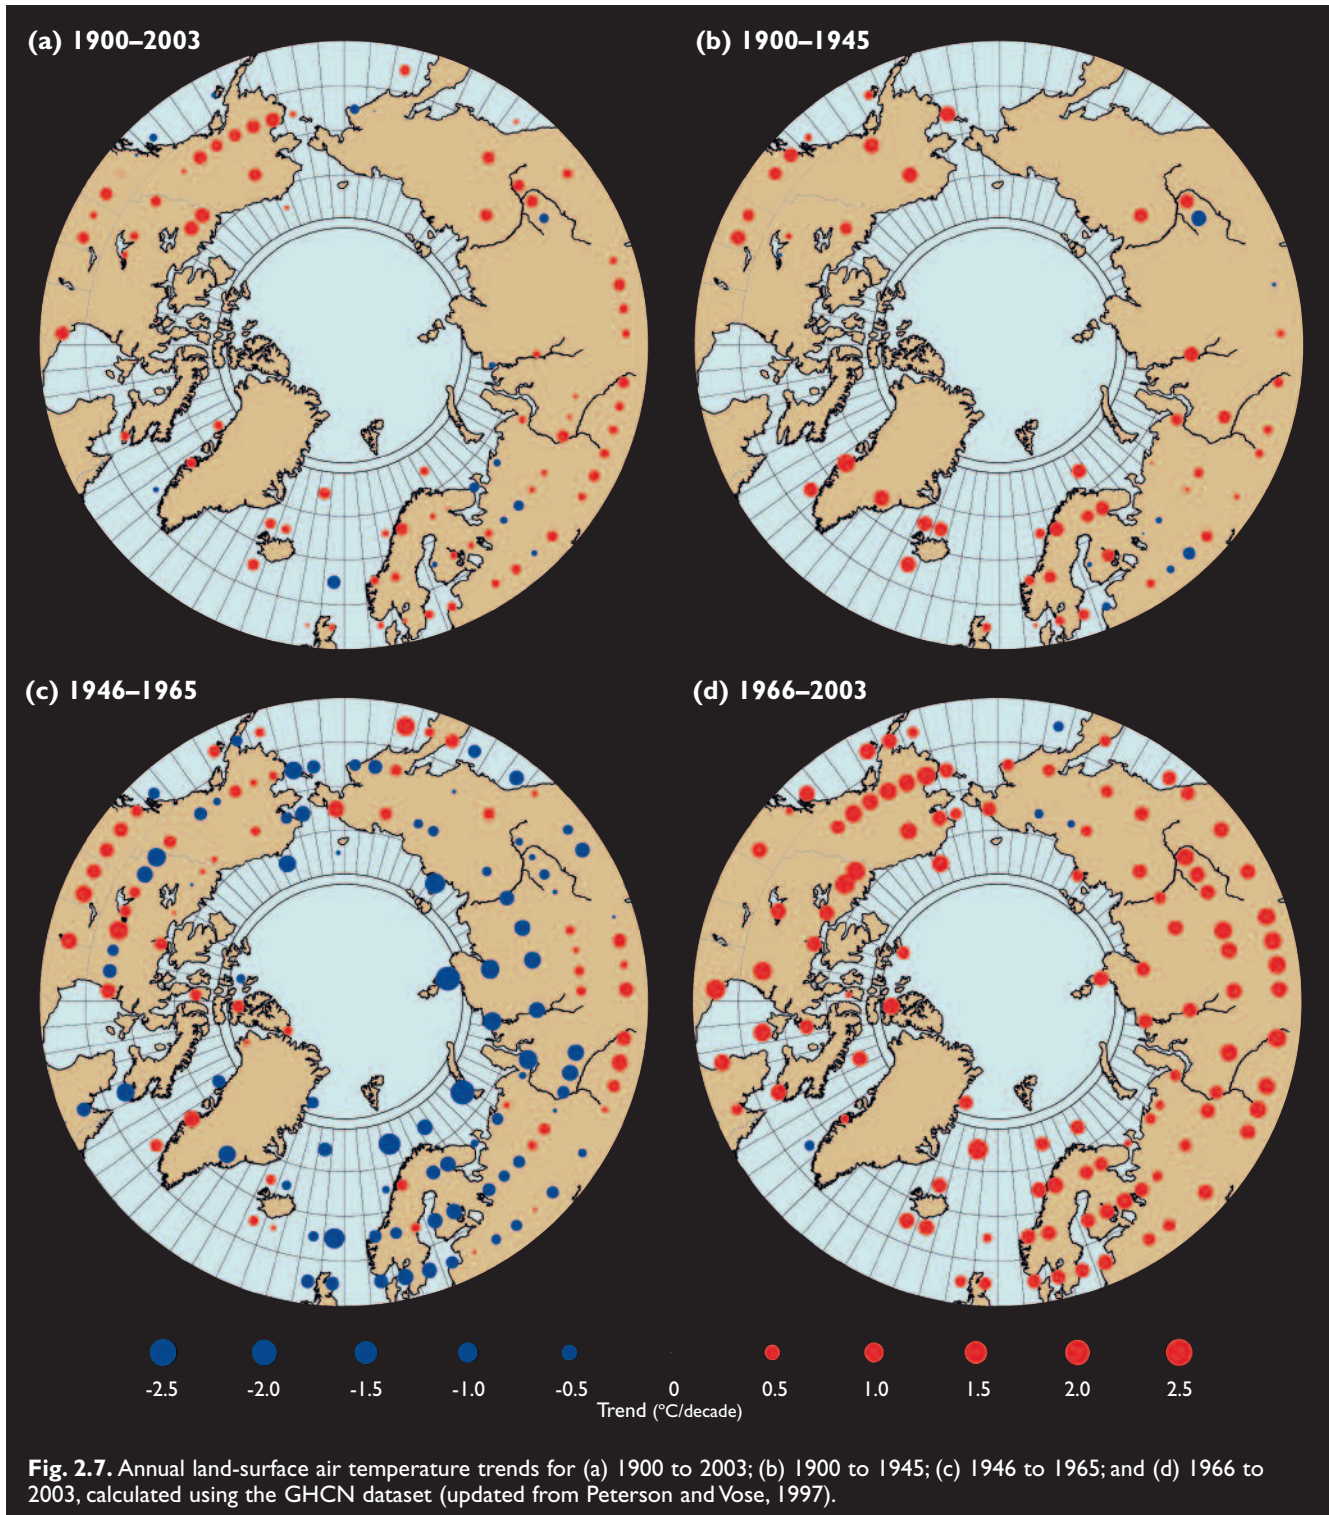 (a) 1900–2003
(b) 1900–1945
(c) 1946–1965
(d) 1966–2003
-2.5 -2.0 -1.5 -1.0 -0.5 0 0.5 1.0 1.5 2.0 2.5
Trend (ºC/decade)
Fig. 2.7. Annual land-surface air temperature trends for (a) 1900 to 2003; (b) 1900 to 1945; (c) 1946 to 1965; and (d) 1966 to
2003, calculated using the GHCN dataset (updated from Peterson and Vose, 1997).